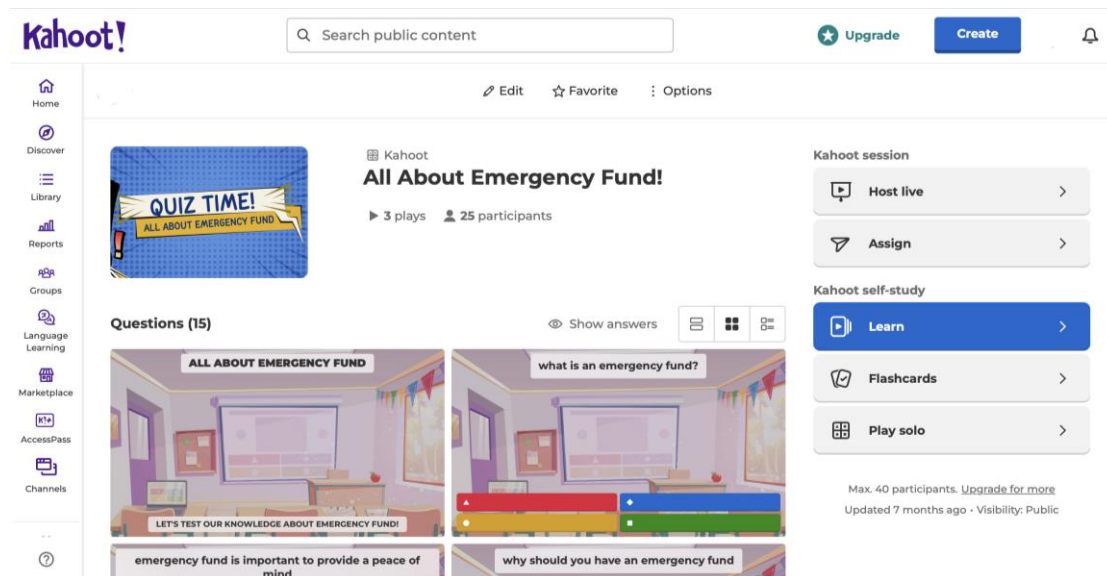 Kahoot!
Search public content
Upgrade
Create
Home
Discover
Library
Reports
Groups
Language
Learning
Marketplace
K!+
AccessPass
Channels
?
Edit
Favorite
Options
QUIZ TIME!
ALL ABOUT EMERGENCY FUND
Kahoot
All About Emergency Fund!
3 plays
25 participants
Questions (15)
Show answers
ALL ABOUT EMERGENCY FUND
LET'S TEST OUR KNOWLEDGE ABOUT EMERGENCY FUND!
what is an emergency fund?
emergency fund is important to provide a peace of
mind
why should you have an emergency fund
Kahoot session
Host live
Assign
Kahoot self-study
Learn
Flashcards
Play solo
Max. 40 participants. Upgrade for more
Updated 7 months ago • Visibility: Public